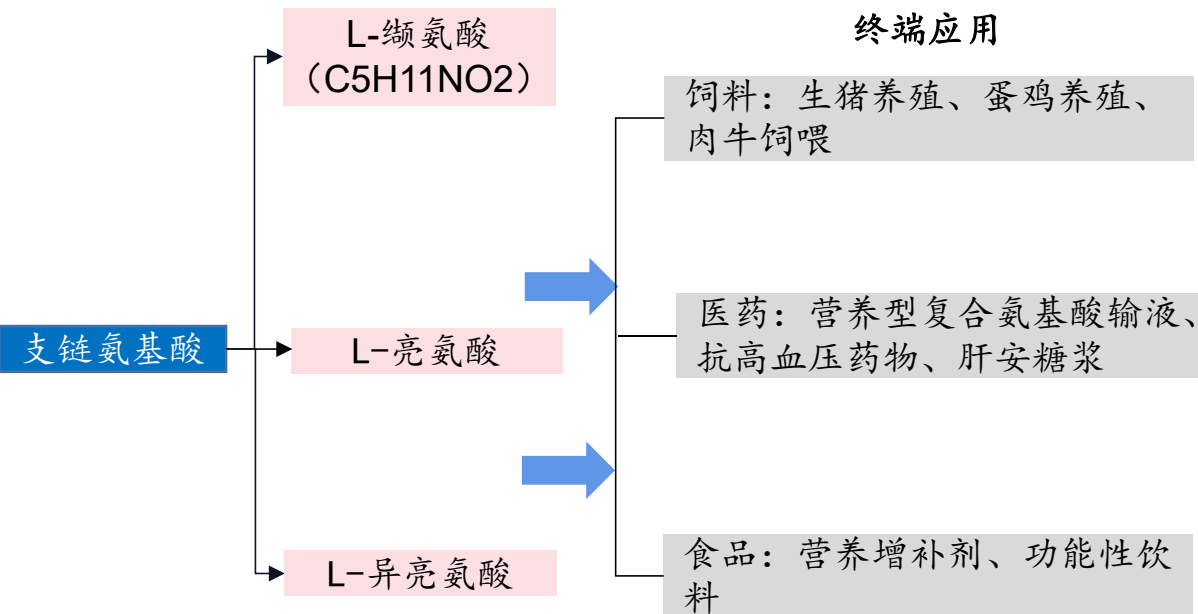 终端应用
L-缬氨酸
（C5H11NO2）
饲料：生猪养殖、蛋鸡养殖、
肉牛饲喂
支链氨基酸
L-亮氨酸
医药：营养型复合氨基酸输液、
抗高血压药物、肝安糖浆
L-异亮氨酸
食品：营养增补剂、功能性饮
料